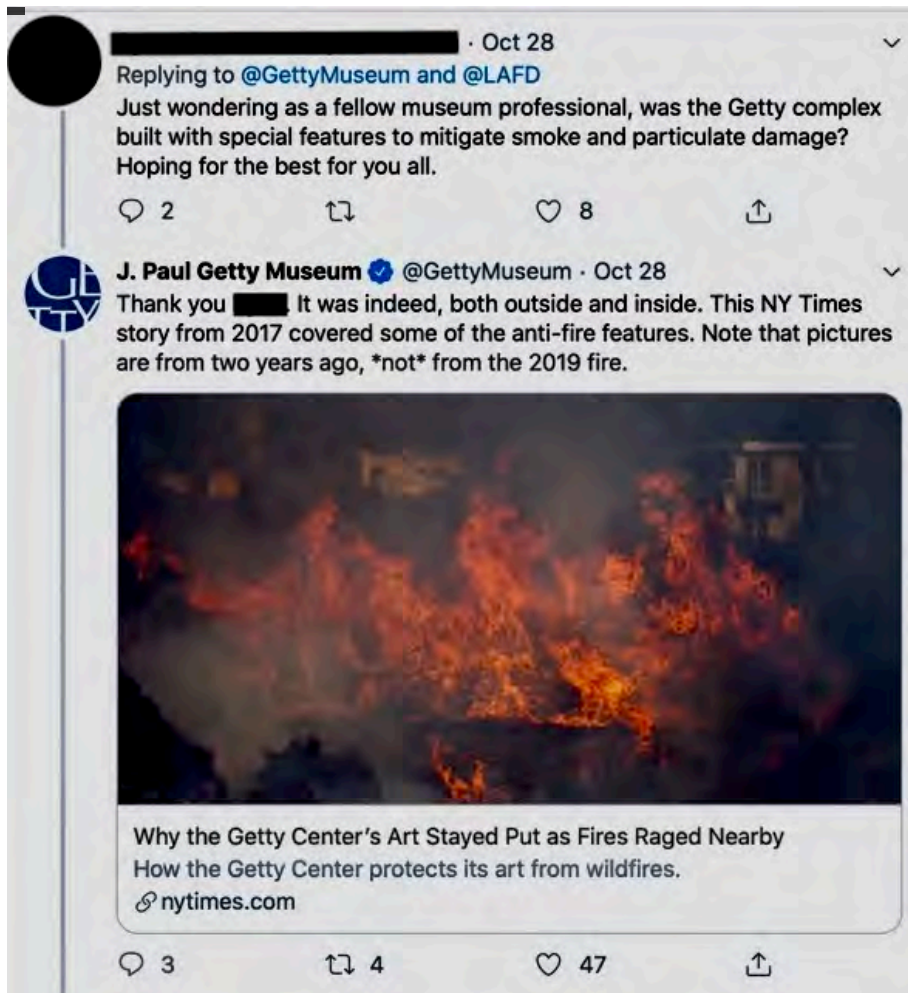 · Oct 28
Replying to @GettyMuseum and @LAFD
Just wondering as a fellow museum professional, was the Getty complex
built with special features to mitigate smoke and particulate damage?
Hoping for the best for you all.
2 8
GE
TTY
J. Paul Getty Museum @GettyMuseum · Oct 28
Thank you It was indeed, both outside and inside. This NY Times
story from 2017 covered some of the anti-fire features. Note that pictures
are from two years ago, *not* from the 2019 fire.
Why the Getty Center's Art Stayed Put as Fires Raged Nearby
How the Getty Center protects its art from wildfires.
nytimes.com
3 4 47